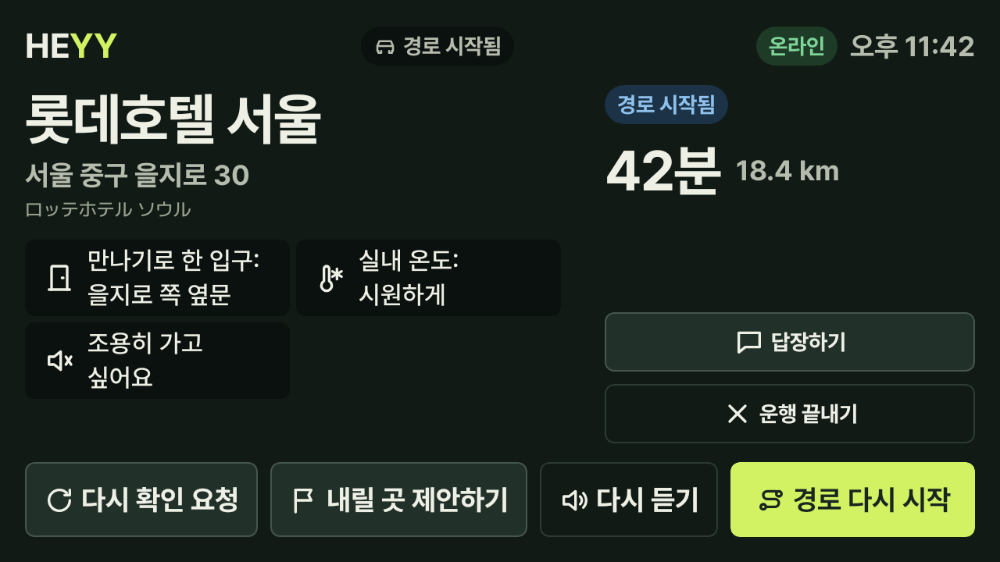 HEYY
경로 시작됨
온라인
오후 11:42
롯데호텔 서울
서울 중구 을지로 30
ロッテホテル ソウル
경로 시작됨
42분 18.4 km
만나기로 한 입구:
을지로 쪽 옆문
실내 온도:
시원하게
조용히 가고
싶어요
답장하기
운행 끝내기
다시 확인 요청
내릴 곳 제안하기
다시 듣기
경로 다시 시작